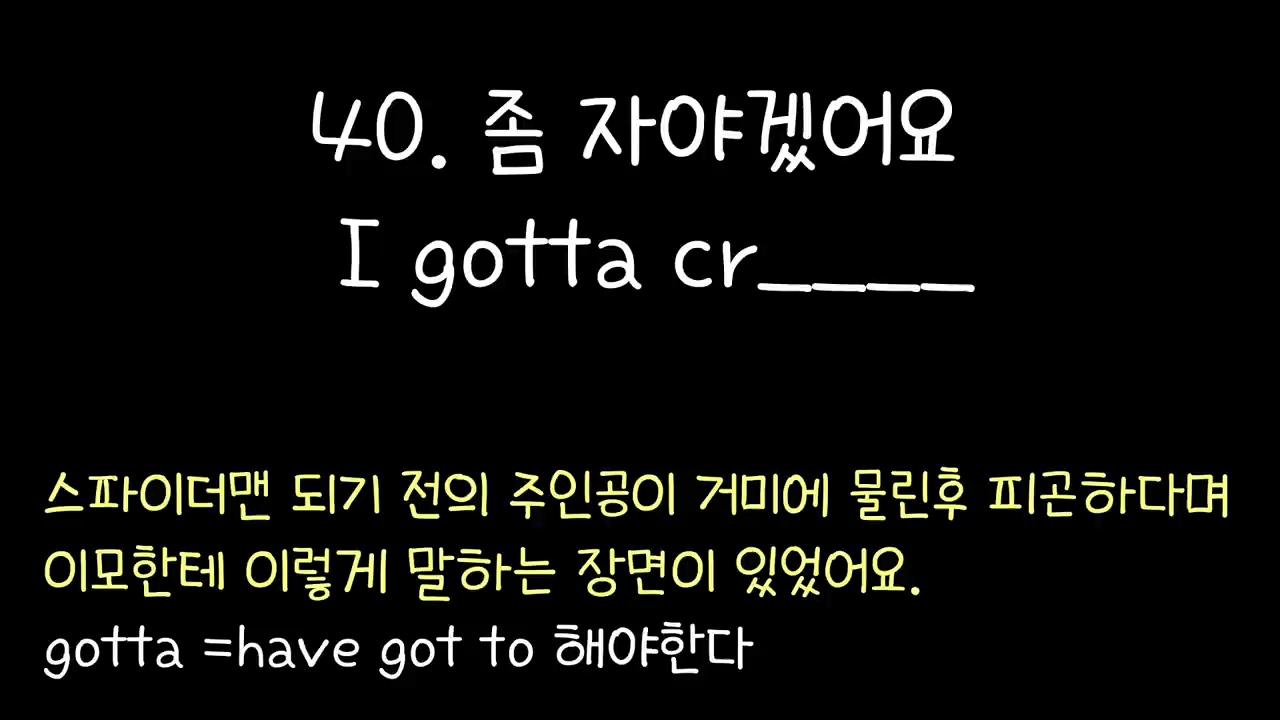 40. 좀 자야겠어요
I gotta cr____
스파이더맨 되기 전의 주인공이 거미에 물린후 피곤하다며
이모한테 이렇게 말하는 장면이 있었어요.
gotta =have got to 해야한다